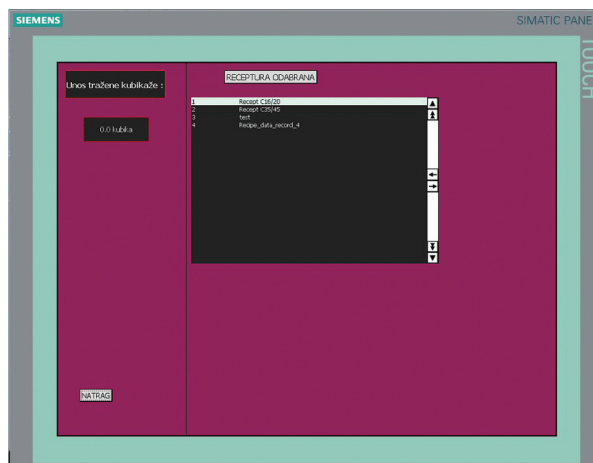 SIEMENS
SIMATIC PANE
TOUCH
Unos tražene kubikaže :
0.0 kubika
RECEPTURA ODABRANA
1 Recept C16/20
2 Recept C35/45
3 test
4 Recipe_data_record_4
NATRAG